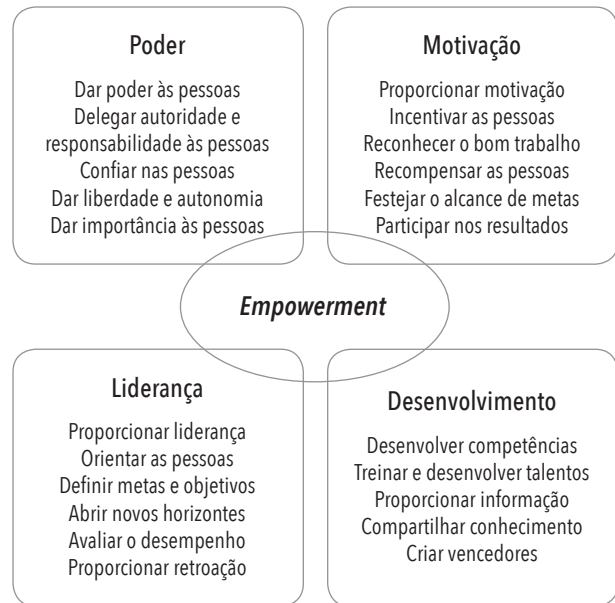 Poder
Dar poder às pessoas
Delegar autoridade e
responsabilidade às pessoas
Confiar nas pessoas
Dar liberdade e autonomia
Dar importância às pessoas
Motivação
Proporcionar motivação
Incentivar as pessoas
Reconhecer o bom trabalho
Recompensar as pessoas
Festejar o alcance de metas
Participar nos resultados
Empowerment
Liderança
Proporcionar liderança
Orientar as pessoas
Definir metas e objetivos
Abrir novos horizontes
Avaliar o desempenho
Proporcionar retroação
Desenvolvimento
Desenvolver competências
Treinar e desenvolver talentos
Proporcionar informação
Compartilhar conhecimento
Criar vencedores